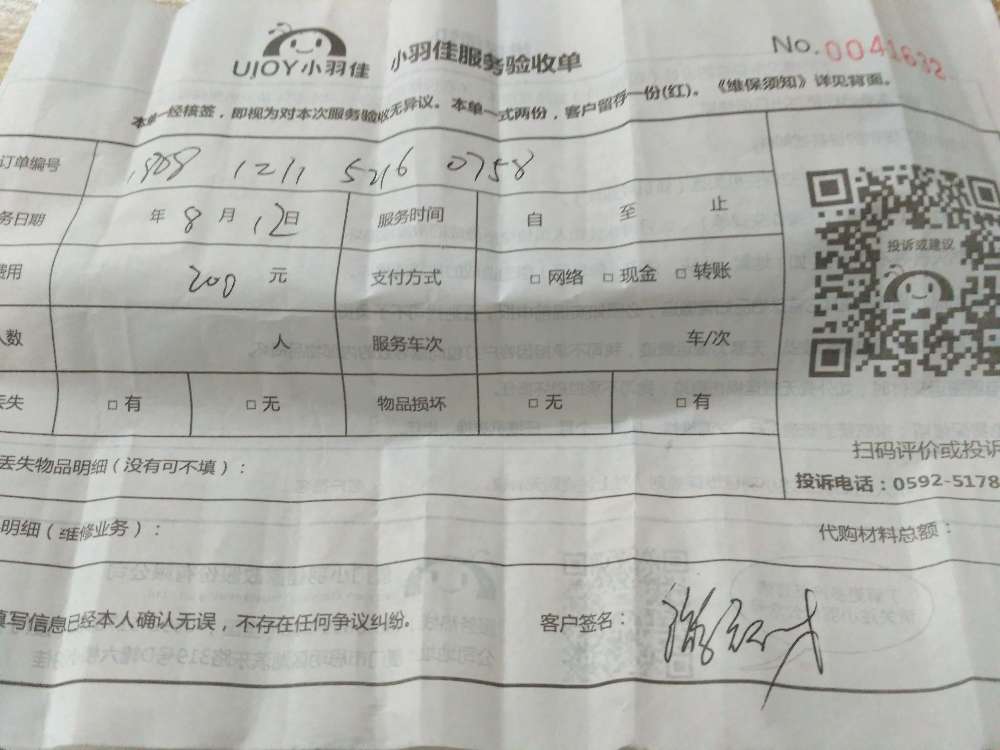 UJOY小羽佳 小羽佳服务验收单 No.0041632
本单一经核签，即视为对本次服务验收无异议。本单一式两份，客户留存一份(红)。《维保须知》详见背面。
订单编号 1908 1211 5216 0758
务日期 年 8 月 12 日 服务时间 自 至 止
费用 200 元 支付方式 □ 网络 □ 现金 □ 转账
人数 人 服务车次 车/次
丢失 □ 有 □ 无 物品损坏 □ 无 □ 有
投诉或建议
扫码评价或投诉
投诉电话：0592-5178
丢失物品明细（没有可不填）：
明细（维修业务）： 代购材料总额：
填写信息已经本人确认无误，不存在任何争议纠纷。 客户签名：